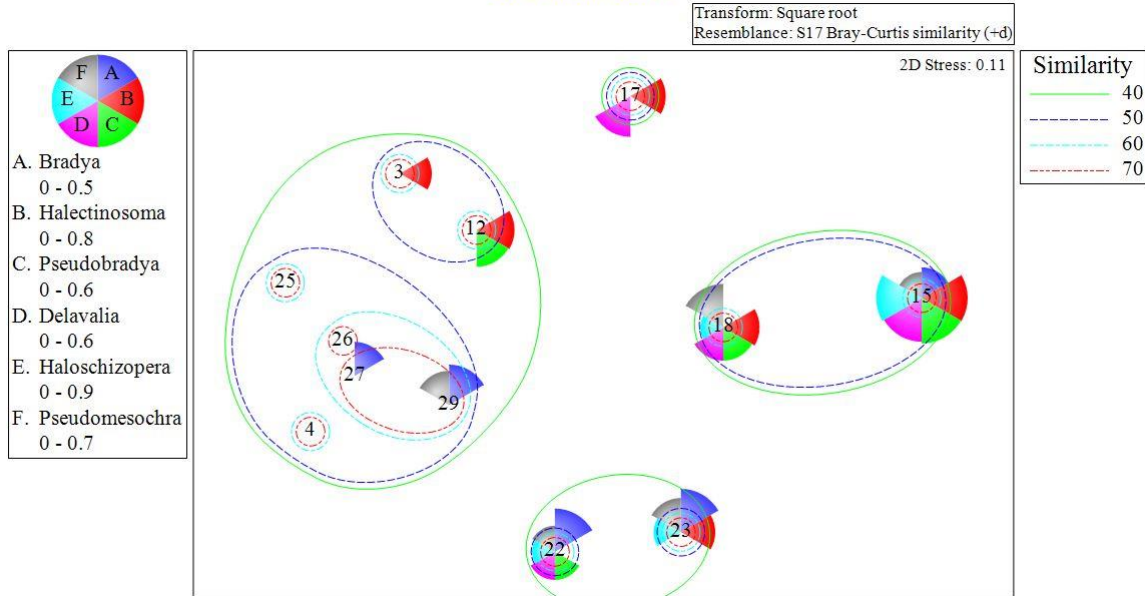 Transform: Square root
Resemblance: S17 Bray-Curtis similarity (+d)
2D Stress: 0.11
F A
E B
D C
A. Bradya
0 - 0.5
B. Halectinosoma
0 - 0.8
C. Pseudobradya
0 - 0.6
D. Delavalia
0 - 0.6
E. Haloschizopera
0 - 0.9
F. Pseudomesochra
0 - 0.7
17
3
12
25
26
27
29
4
18
15
22
23
Similarity
40
50
60
70